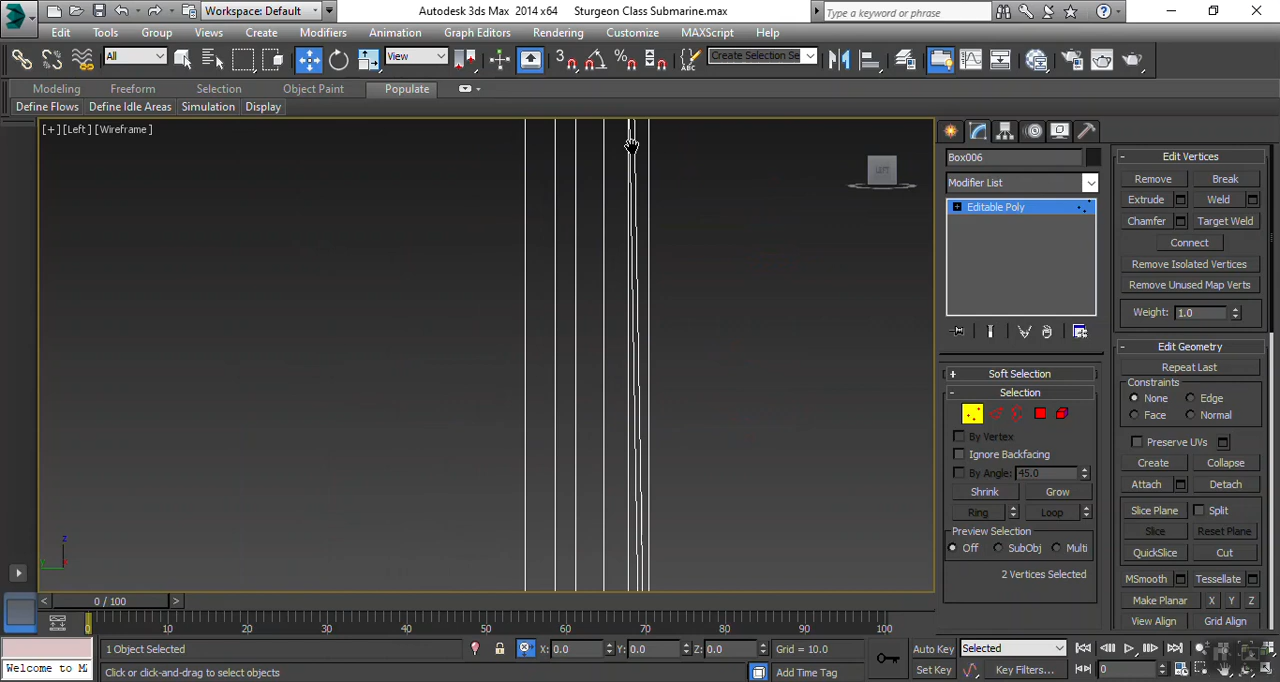 Workspace: Default
Autodesk 3ds Max 2014 x64
Sturgeon Class Submarine.max
Type a keyword or phrase
Edit Tools Group Views Create Modifiers Animation Graph Editors Rendering Customize MAXScript Help
All
View
3
Create Selection Se
Modeling Freeform Selection Object Paint Populate
Define Flows Define Idle Areas Simulation Display
[+] [Left] [Wireframe]
LEFT
z
Box006
Modifier List
Editable Poly
Soft Selection
Selection
By Vertex
Ignore Backfacing
By Angle: 45.0
Shrink Grow
Ring Loop
Preview Selection
Off SubObj Multi
2 Vertices Selected
Edit Vertices
Remove Break
Extrude Weld
Chamfer Target Weld
Connect
Remove Isolated Vertices
Remove Unused Map Verts
Weight: 1.0
Edit Geometry
Repeat Last
Constraints
None Edge
Face Normal
Preserve UVs
Create Collapse
Attach Detach
Slice Plane Split
Slice Reset Plane
QuickSlice Cut
MSmooth Tessellate
Make Planar X Y Z
View Align Grid Align
< 0 / 100 >
0 10 20 30 40 50 60 70 80 90 100
1 Object Selected
X: 0.0 Y: 0.0 Z: 0.0
Grid = 10.0
Auto Key Selected
Welcome to M
Click or click-and-drag to select objects
Add Time Tag
Set Key Key Filters...
0